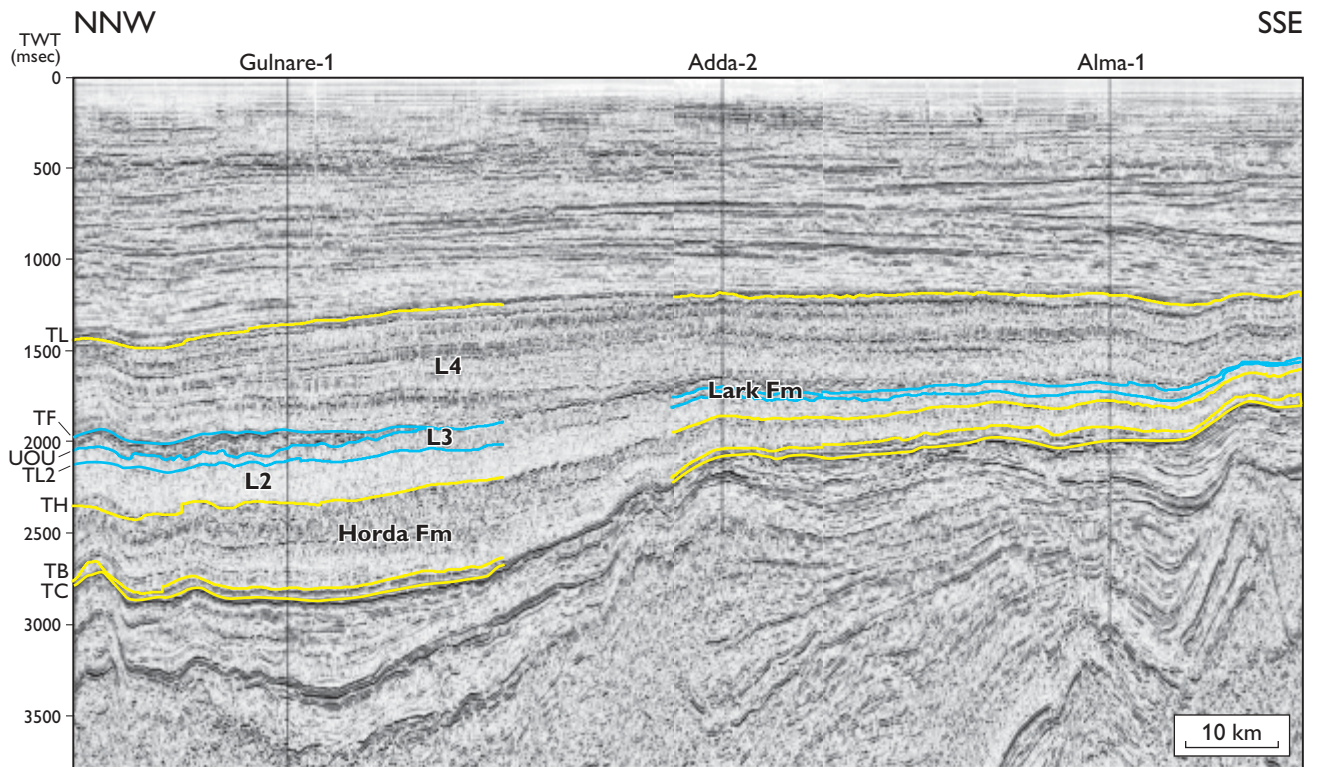 NNW
SSE
TWT
(msec)
Gulnare-1
Adda-2
Alma-1
0
500
1000
TL
1500
L4
Lark Fm
TF
L3
2000
UOU
TL2
L2
TH
2500
Horda Fm
TB
TC
3000
3500
10 km